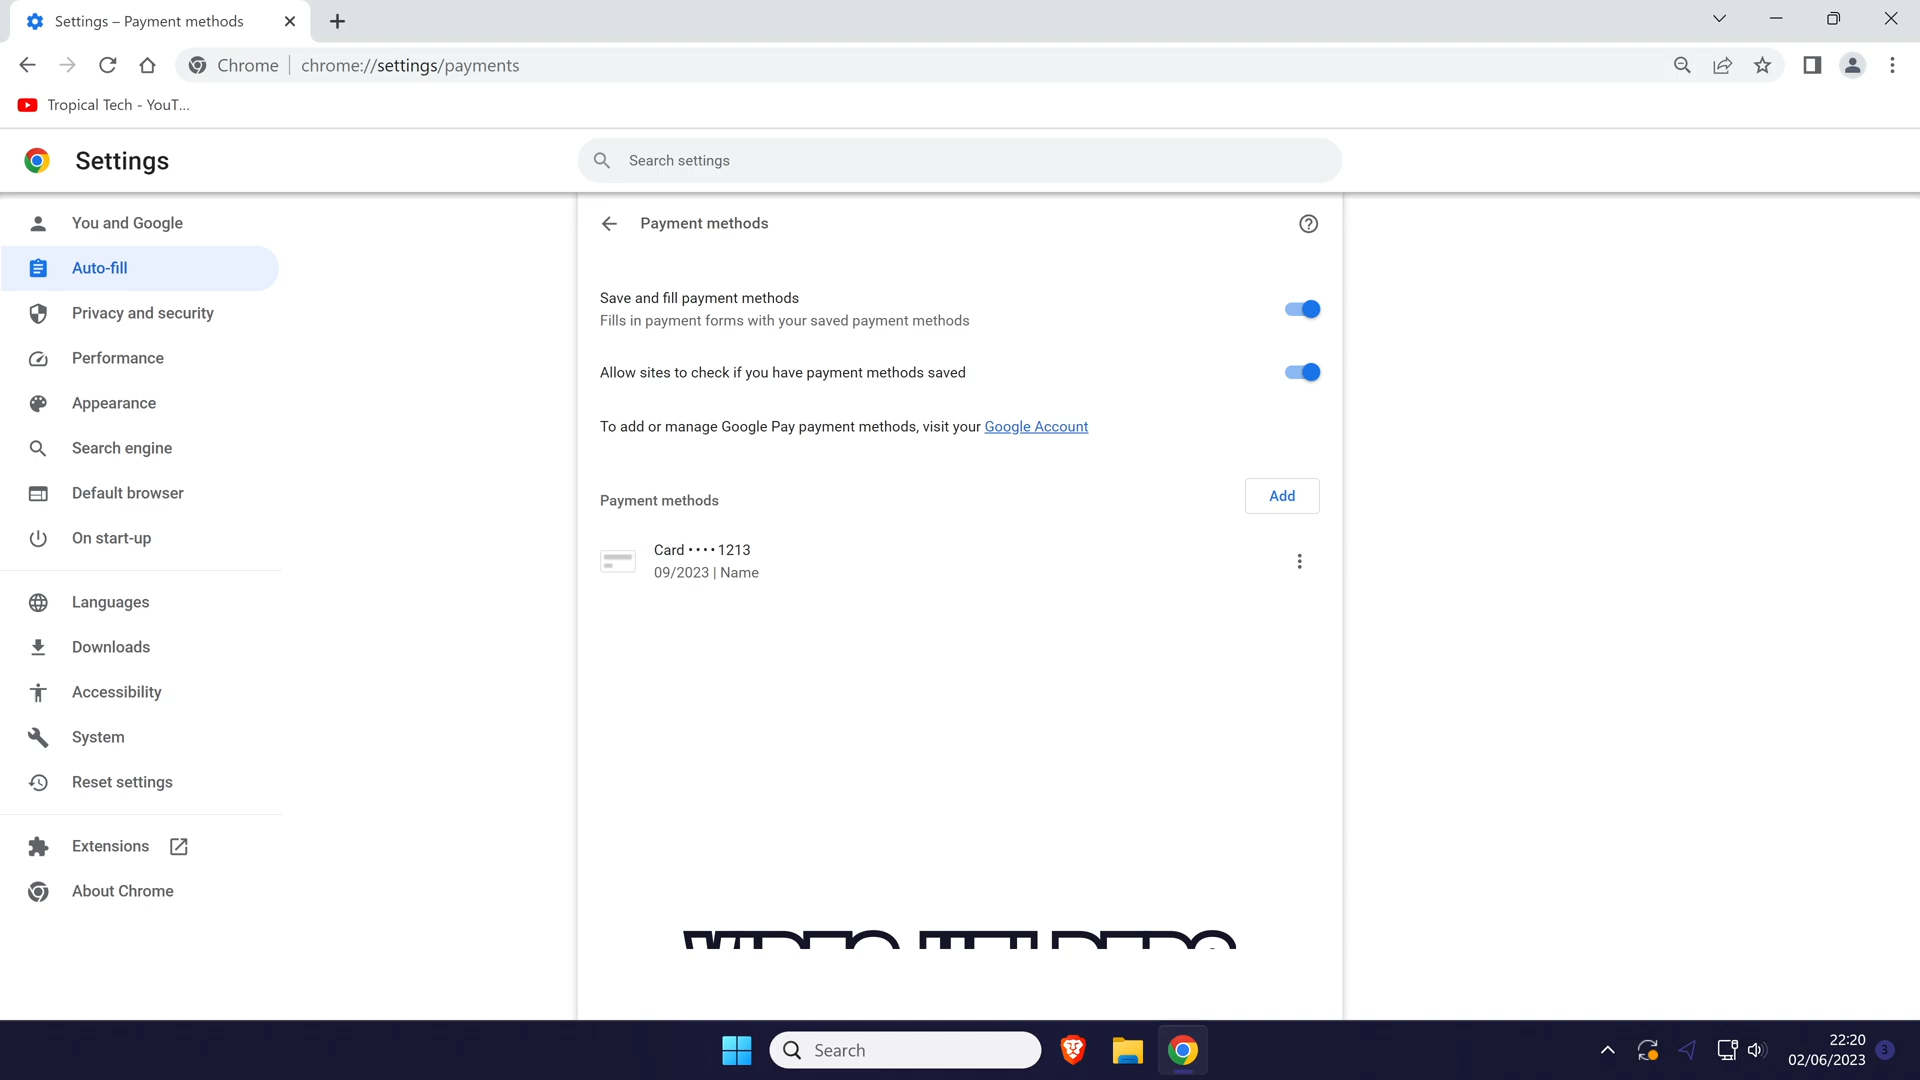 Settings – Payment methods
Chrome
chrome://settings/payments
Tropical Tech - YouT...
Settings
Search settings
You and Google
Auto-fill
Privacy and security
Performance
Appearance
Search engine
Default browser
On start-up
Languages
Downloads
Accessibility
System
Reset settings
Extensions
About Chrome
Payment methods
Save and fill payment methods
Fills in payment forms with your saved payment methods
Allow sites to check if you have payment methods saved
To add or manage Google Pay payment methods, visit your Google Account
Payment methods
Add
Card •••• 1213
09/2023 | Name
Search
22:20
02/06/2023
3